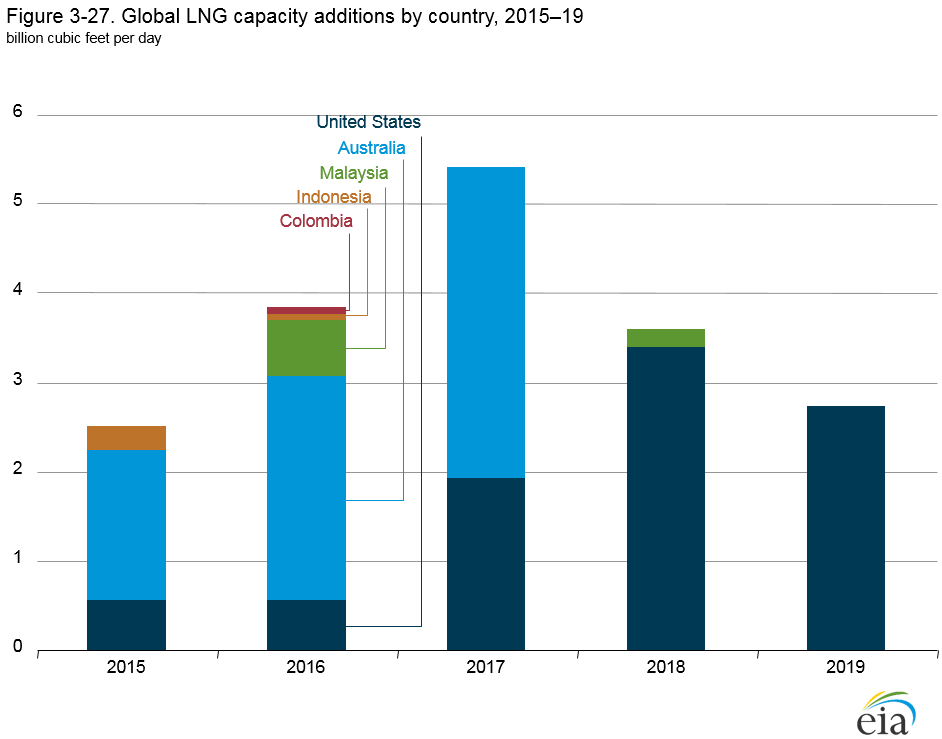 Figure 3-27. Global LNG capacity additions by country, 2015–19
billion cubic feet per day
6
United States
Australia
Malaysia
5
Indonesia
Colombia
4
3
2
1
0
2015 2016 2017 2018 2019
eia